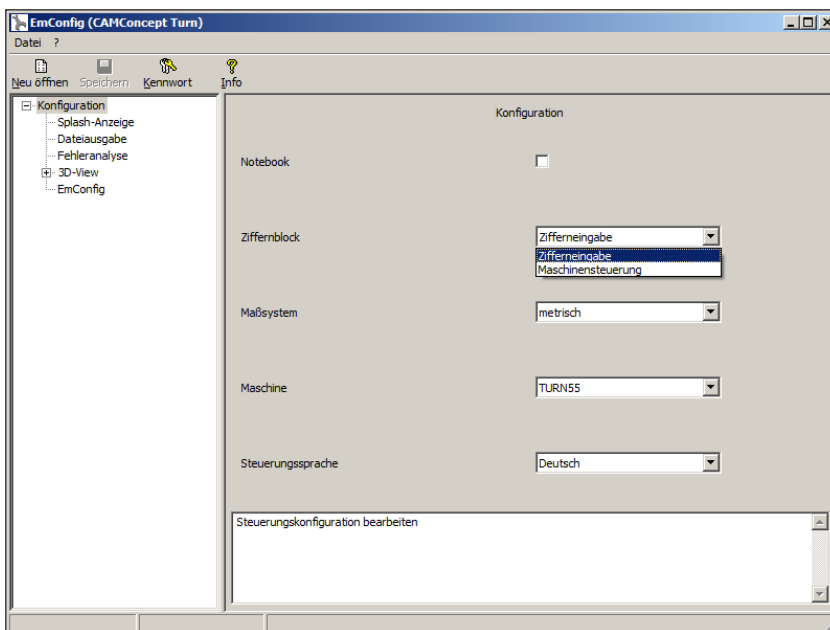 EmConfig (CAMConcept Turn)
Datei ?
Neu öffnen Speichern Kennwort Info
Konfiguration
Splash-Anzeige
Dateiausgabe
Fehleranalyse
3D-View
EmConfig
Konfiguration
Notebook
Ziffernblock Zifferneingabe
Zifferneingabe
Maschinensteuerung
Maßsystem metrisch
Maschine TURN55
Steuerungssprache Deutsch
Steuerungskonfiguration bearbeiten